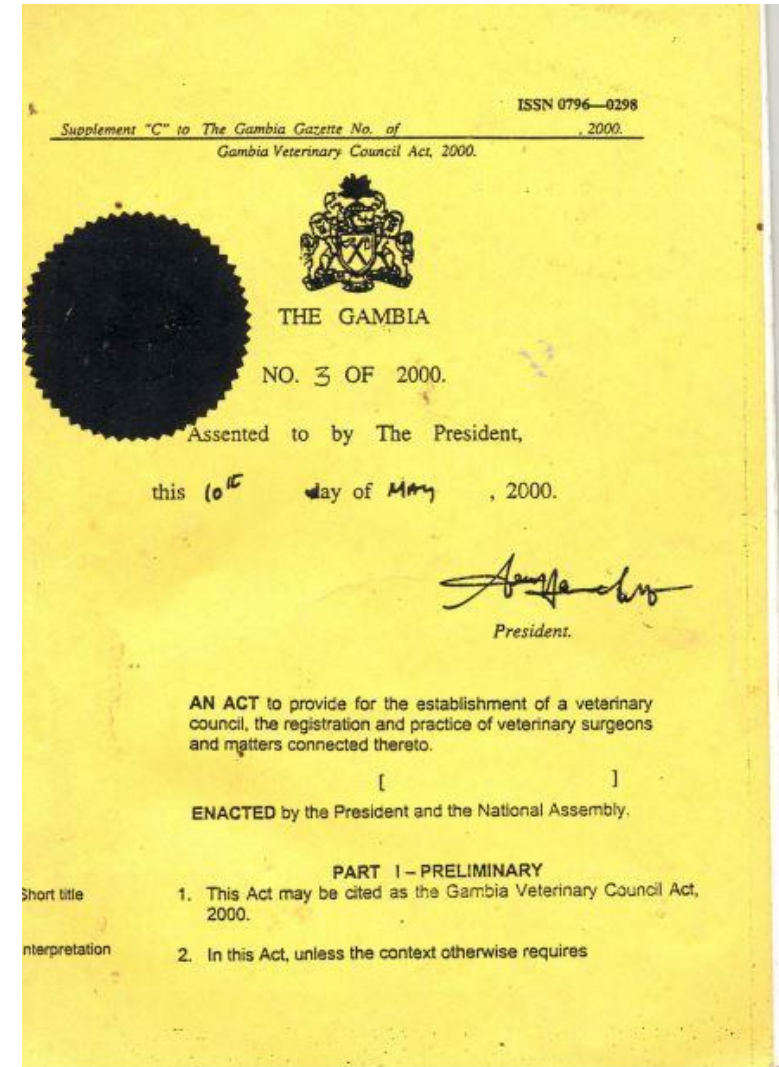 ISSN 0796—0298
Supplement "C" to The Gambia Gazette No. of , 2000.
Gambia Veterinary Council Act, 2000.
THE GAMBIA
NO. 3 OF 2000.
Assented to by The President,
this 10th day of MAY , 2000.
President.
AN ACT to provide for the establishment of a veterinary
council, the registration and practice of veterinary surgeons
and matters connected thereto.
[ ]
ENACTED by the President and the National Assembly.
PART I – PRELIMINARY
Short title 1. This Act may be cited as the Gambia Veterinary Council Act,
2000.
nterpretation 2. In this Act, unless the context otherwise requires